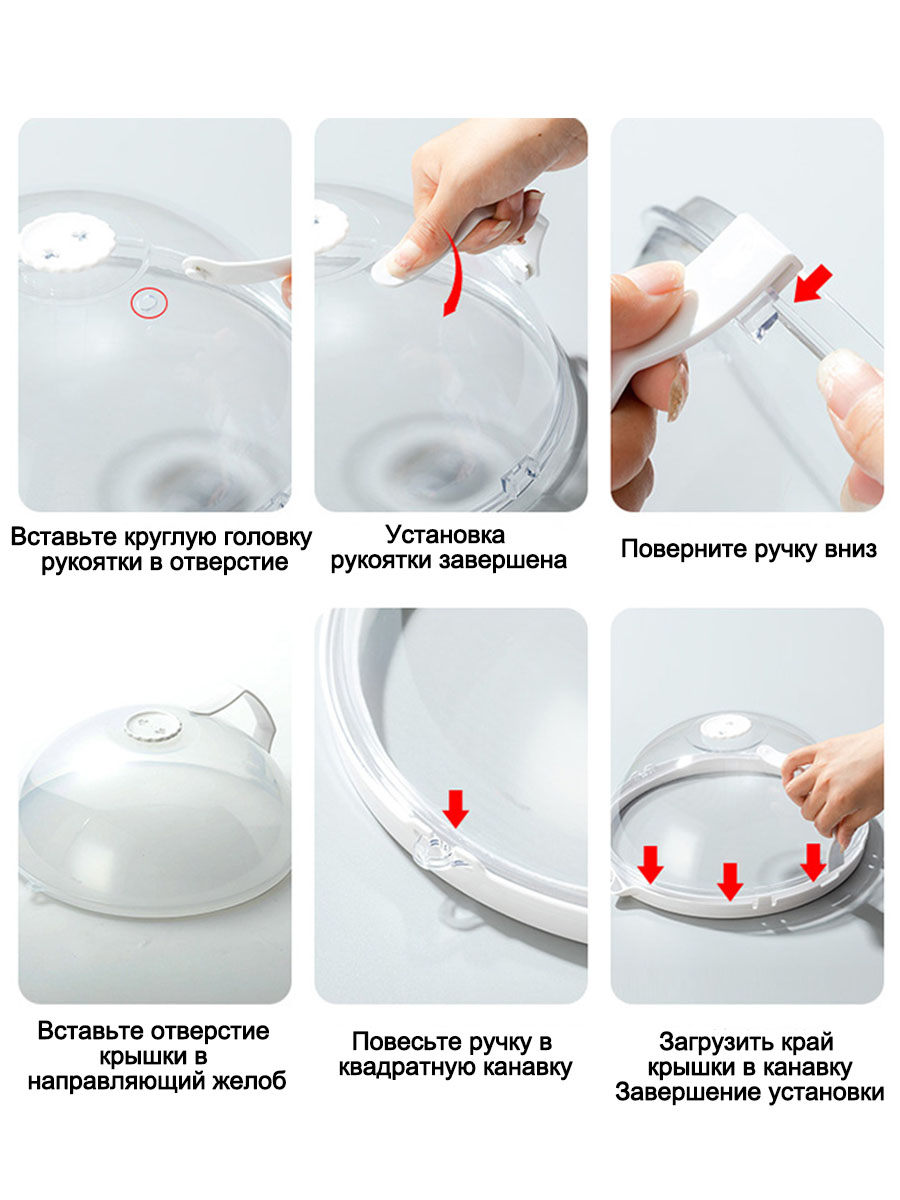 Вставьте круглую головку
рукоятки в отверстие
Установка
рукоятки завершена
Поверните ручку вниз
Вставьте отверстие
крышки в
направляющий желоб
Повесьте ручку в
квадратную канавку
Загрузить край
крышки в канавку
Завершение установки